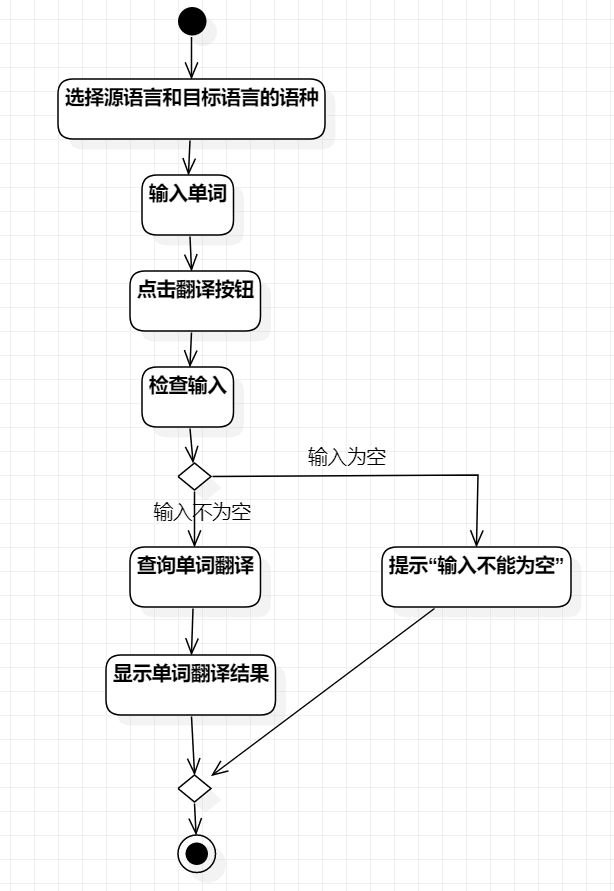 选择源语言和目标语言的语种
输入单词
点击翻译按钮
检查输入
输入为空
输入不为空
查询单词翻译
提示“输入不能为空”
显示单词翻译结果